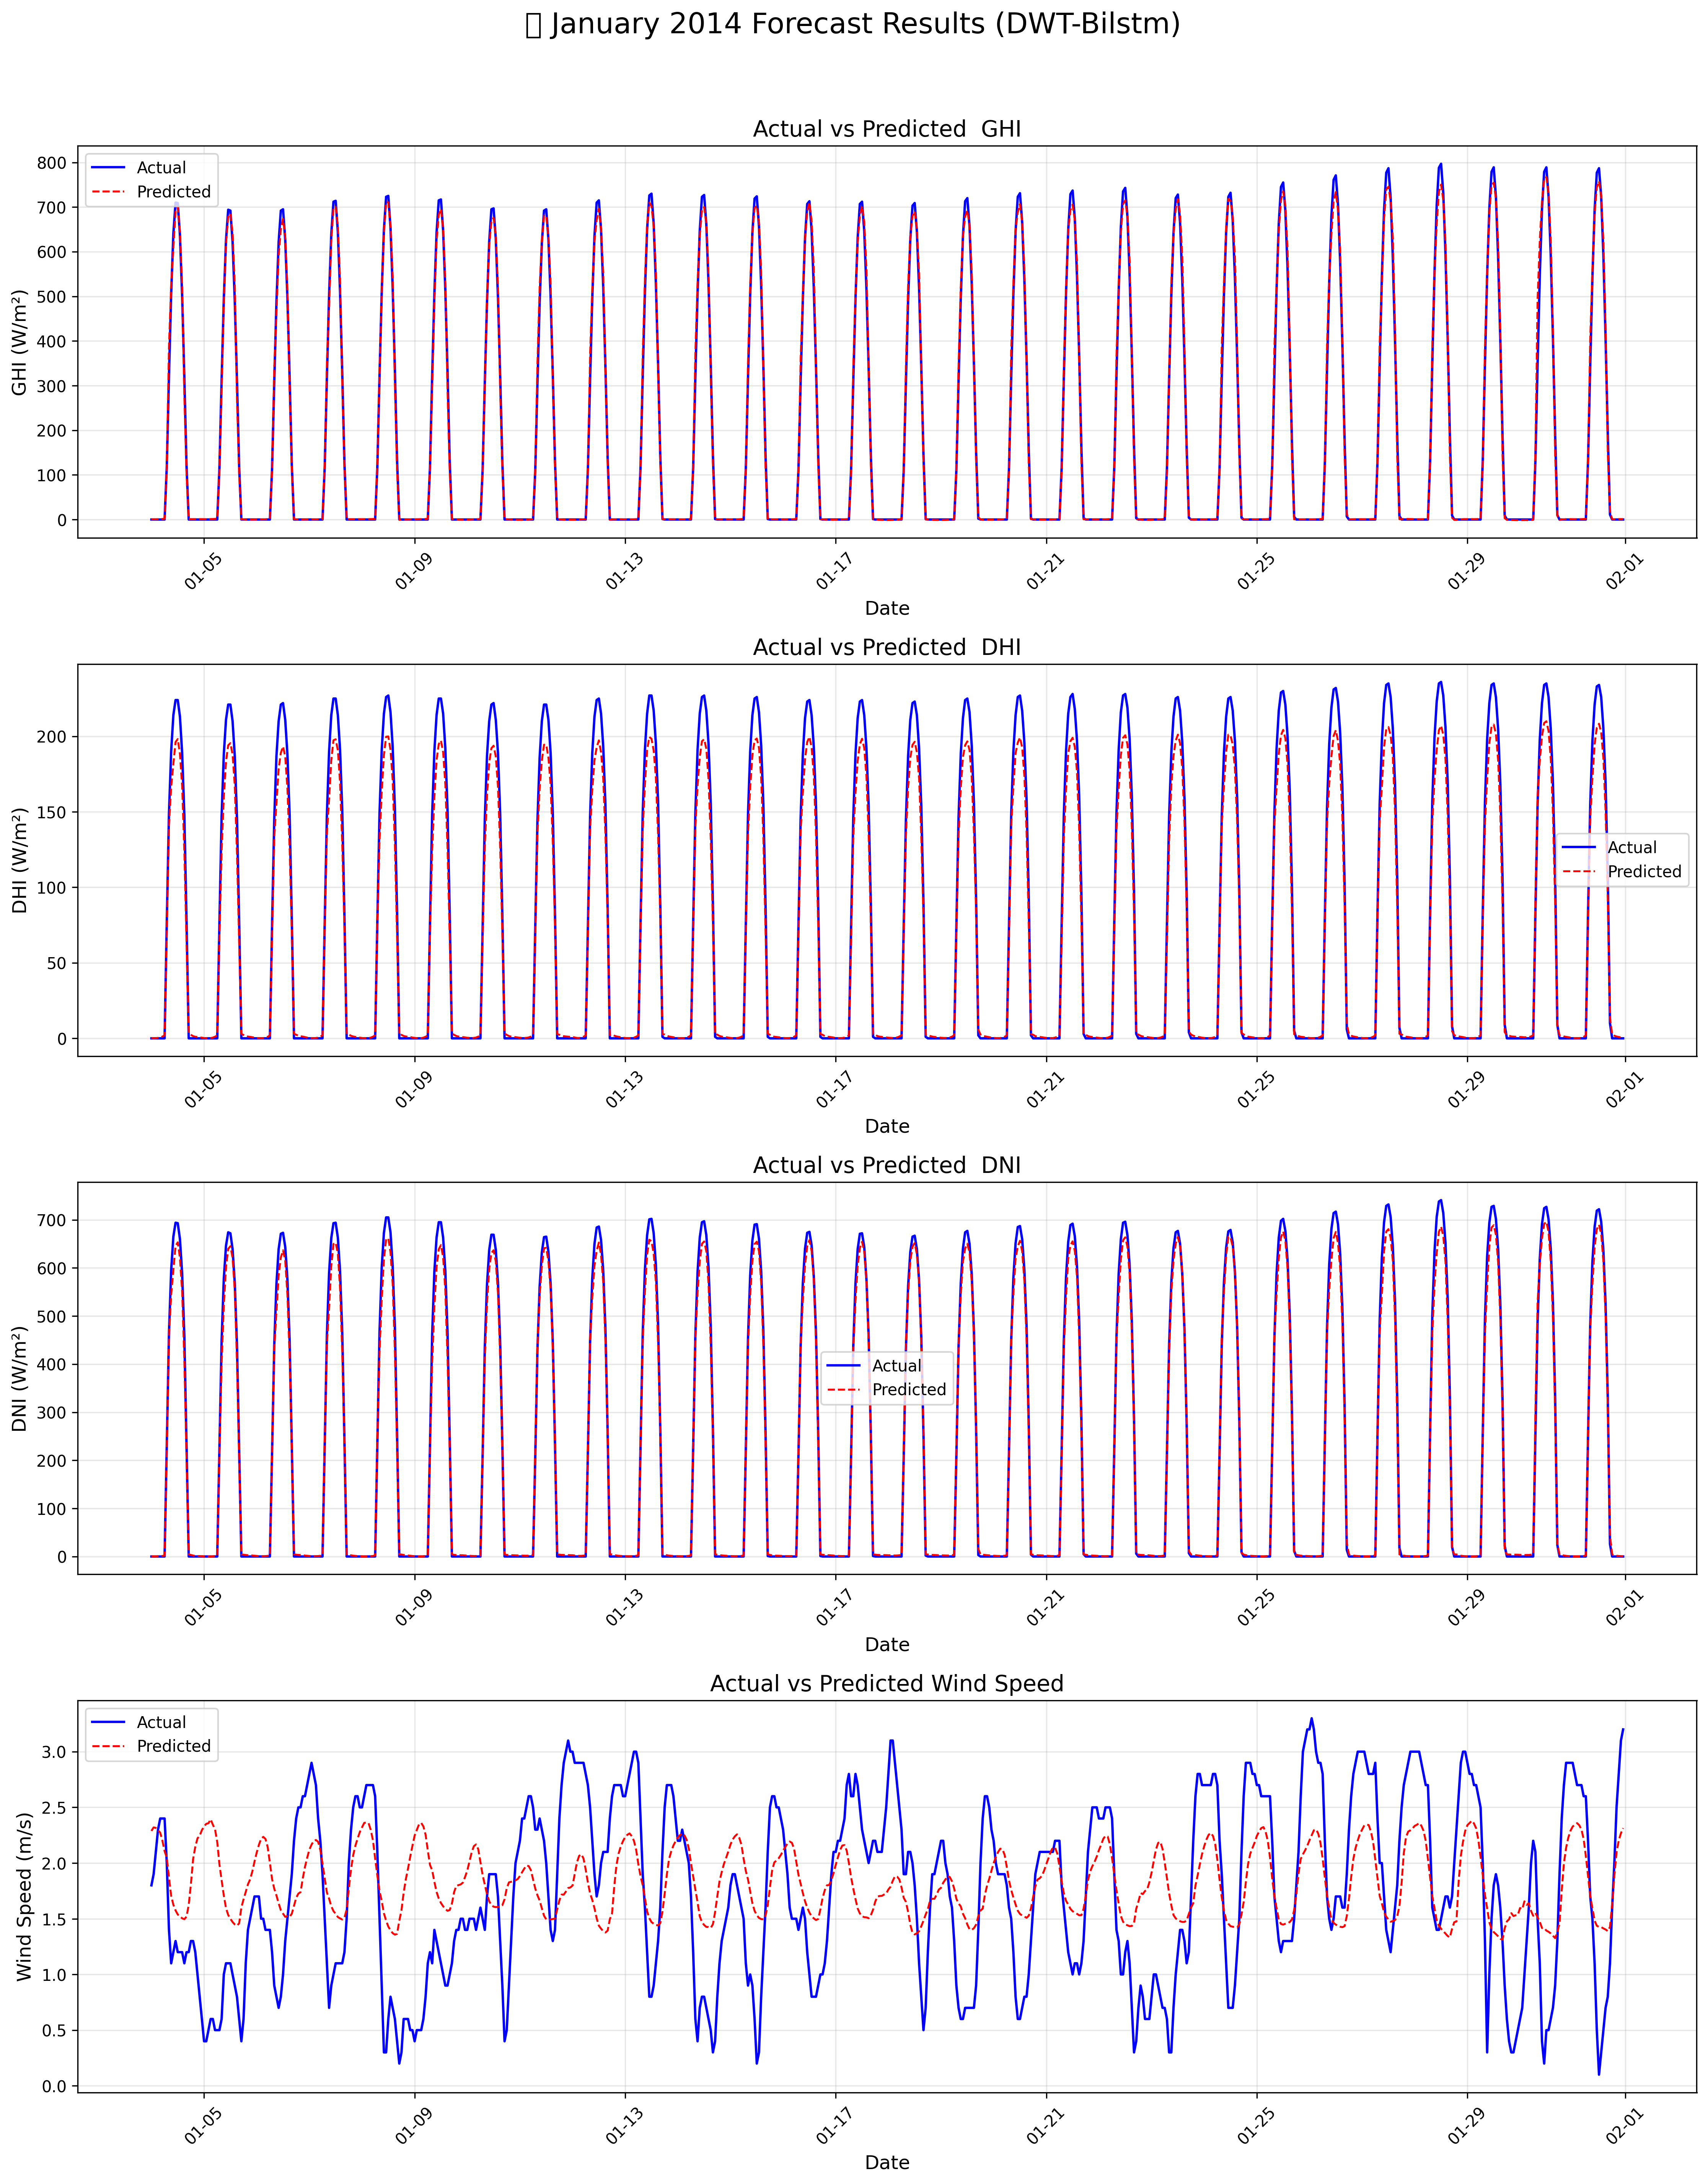 January 2014 Forecast Results (DWT-Bilstm)
Actual vs Predicted  GHI
Actual
Predicted
GHI (W/m²)
800
700
600
500
400
300
200
100
0
01-05
01-09
01-13
01-17
01-21
01-25
01-29
02-01
Date
Actual vs Predicted  DHI
Actual
Predicted
DHI (W/m²)
200
150
100
50
0
01-05
01-09
01-13
01-17
01-21
01-25
01-29
02-01
Date
Actual vs Predicted  DNI
Actual
Predicted
DNI (W/m²)
700
600
500
400
300
200
100
0
01-05
01-09
01-13
01-17
01-21
01-25
01-29
02-01
Date
Actual vs Predicted Wind Speed
Actual
Predicted
Wind Speed (m/s)
3.0
2.5
2.0
1.5
1.0
0.5
0.0
01-05
01-09
01-13
01-17
01-21
01-25
01-29
02-01
Date